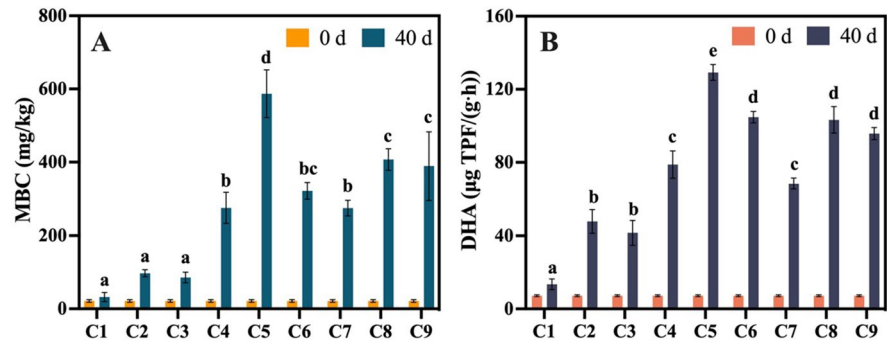 A
0 d 40 d
MBC (mg/kg)
800
600
400
200
0
a a a b d bc b c c
C1 C2 C3 C4 C5 C6 C7 C8 C9
B
0 d 40 d
DHA (μg TPF/(g·h))
160
120
80
40
0
a b b c e d c d d
C1 C2 C3 C4 C5 C6 C7 C8 C9